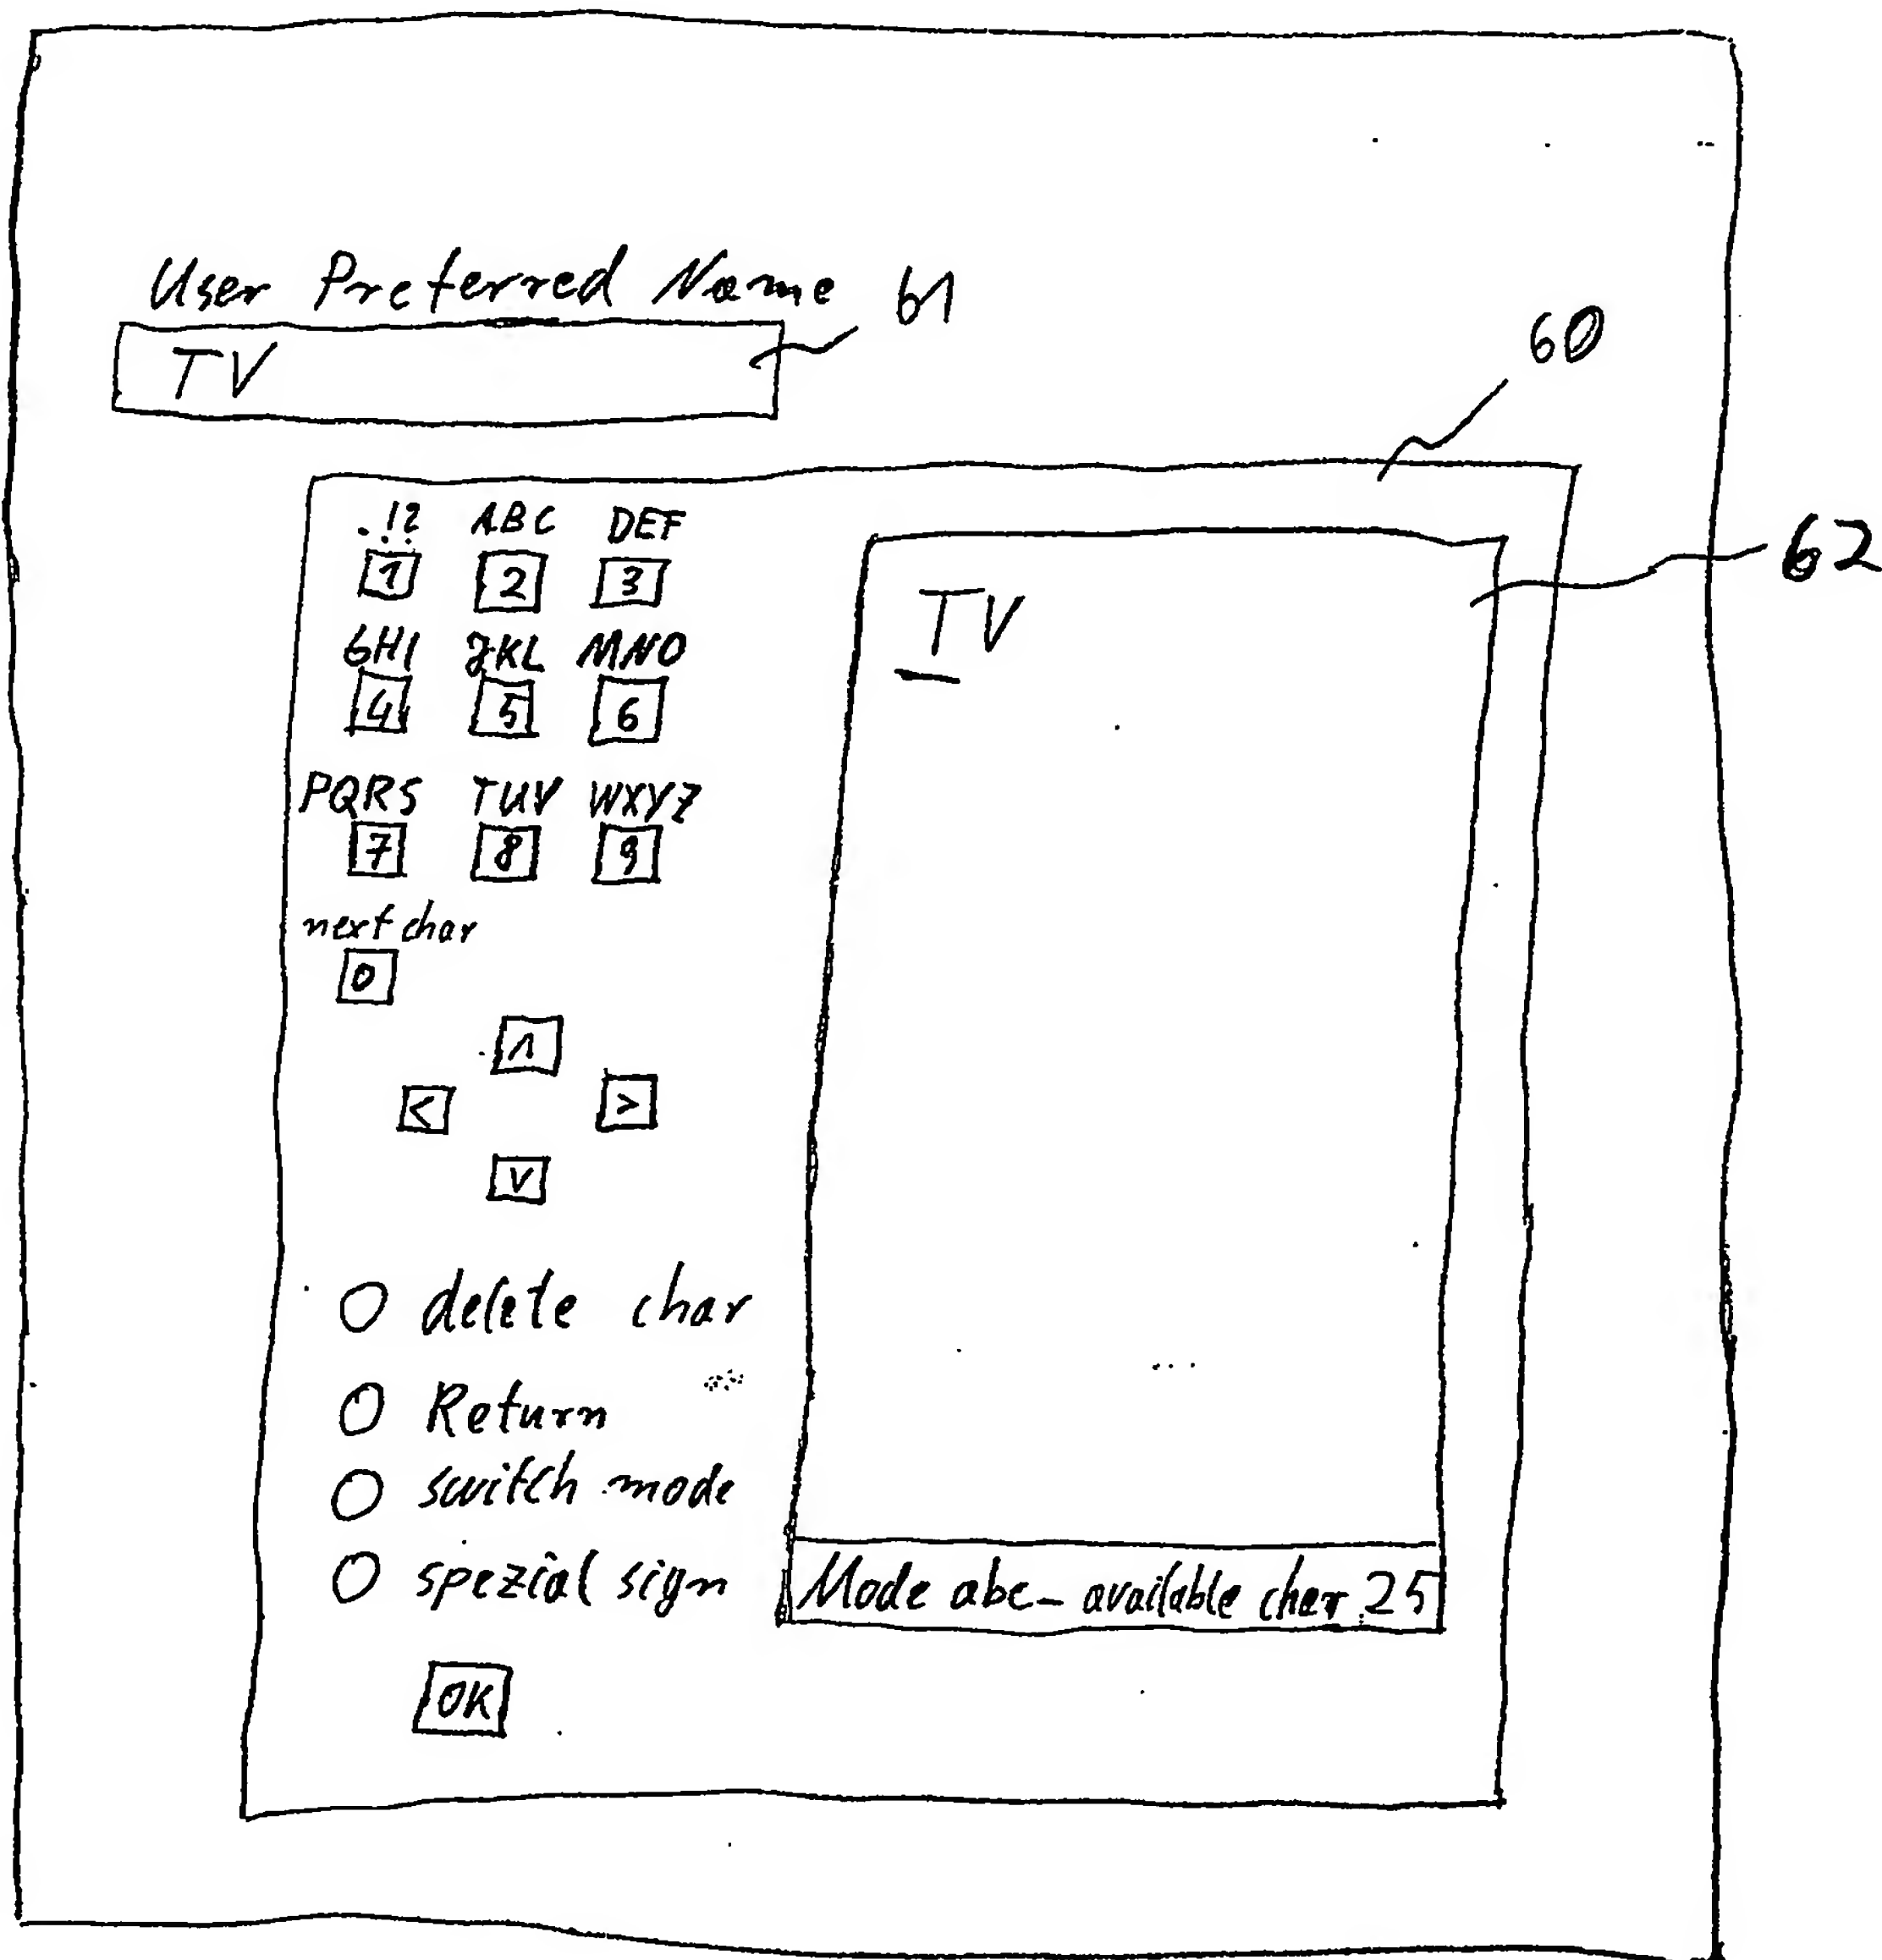 User Preferred Name 61
TV
60
.!? ABC DEF
1 2 3
62
TV
GHI JKL MNO
4 5 6
PQRS TUV WXYZ
7 8 9
next char
0
Λ
< >
V
delete char
Return
switch mode
spezial sign
Mode abc - available char. 25
OK